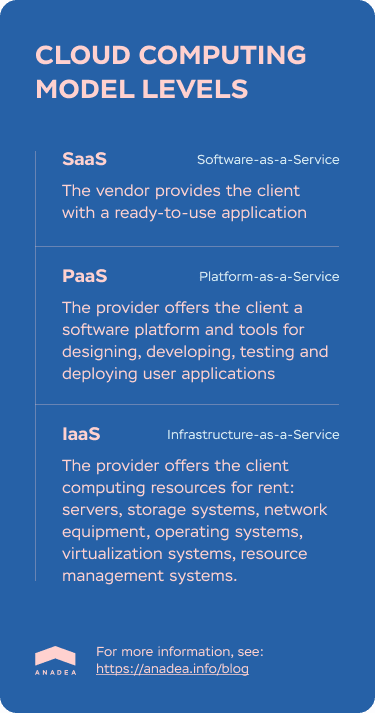 CLOUD COMPUTING
MODEL LEVELS
SaaS Software-as-a-Service
The vendor provides the client
with a ready-to-use application
PaaS Platform-as-a-Service
The provider offers the client a
software platform and tools for
designing, developing, testing and
deploying user applications
IaaS Infrastructure-as-a-Service
The provider offers the client
computing resources for rent:
servers, storage systems, network
equipment, operating systems,
virtualization systems, resource
management systems.
ANADEA
For more information, see:
https://anadea.info/blog